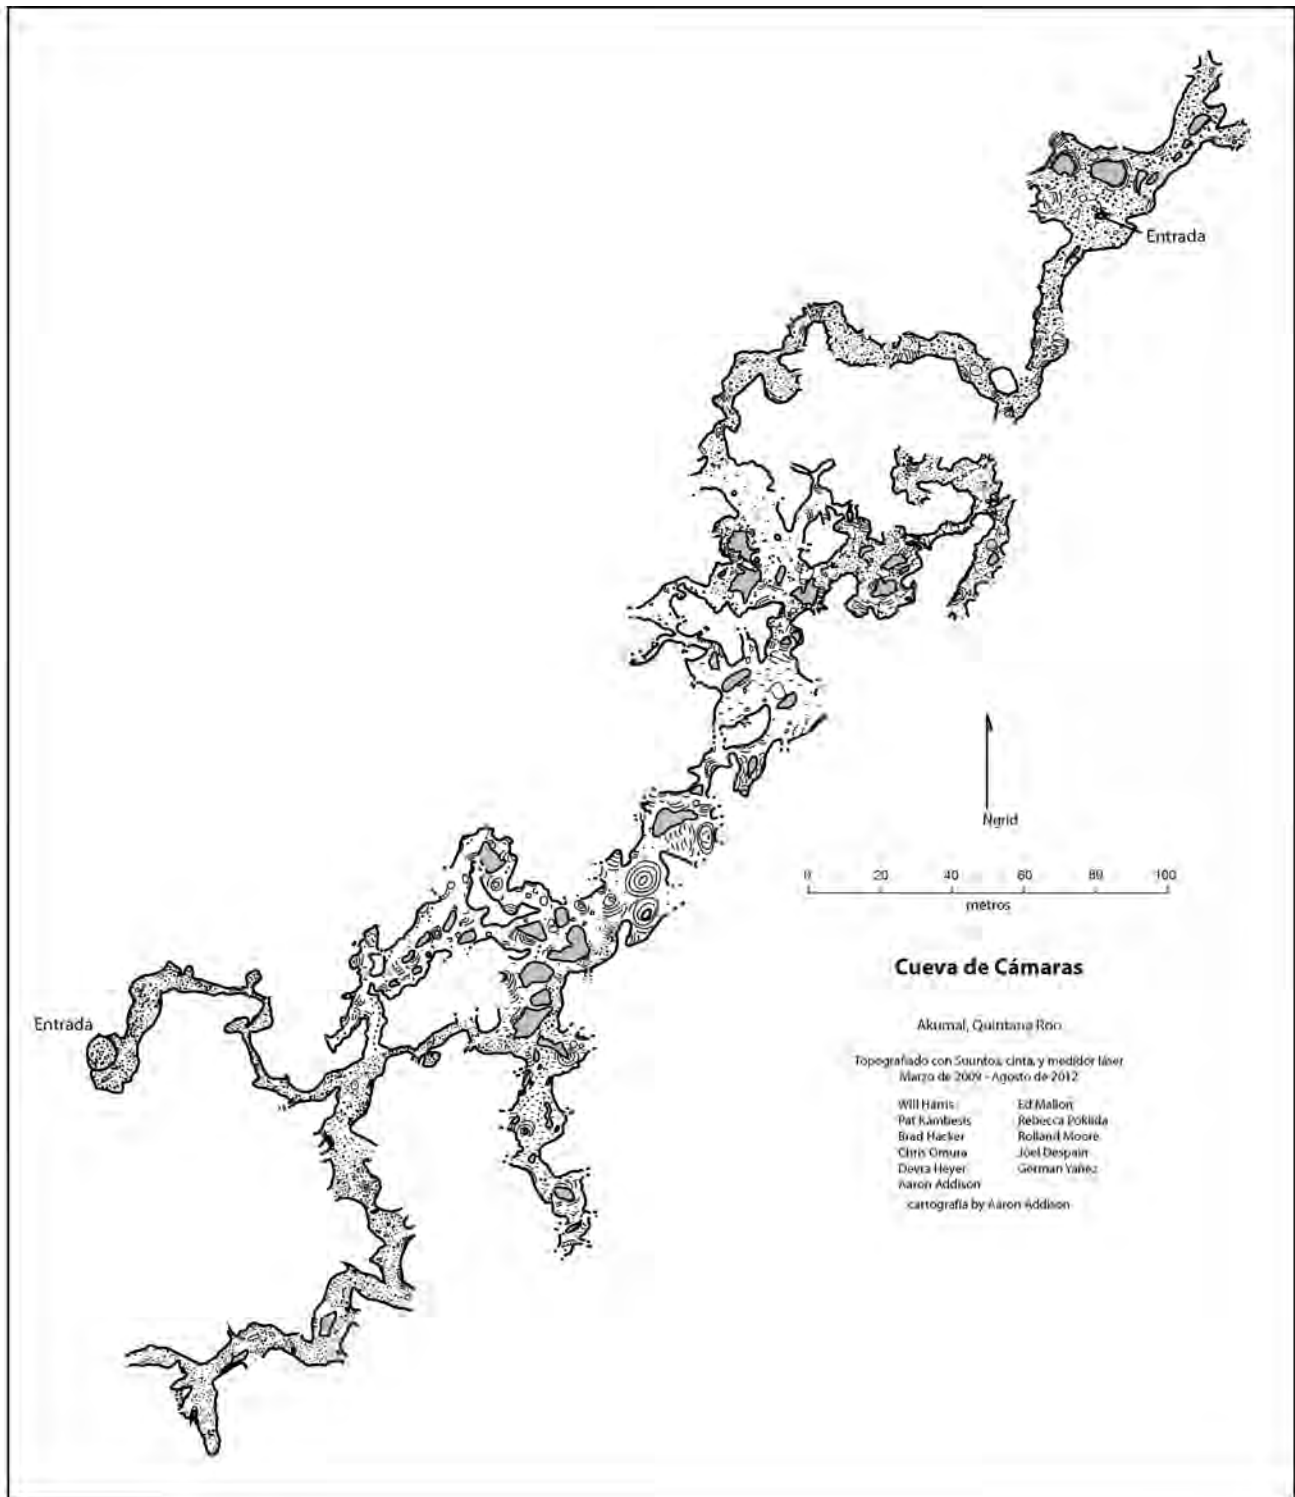 Entrada
Entrada
Ngrid
0 20 40 60 80 100
metros
Cueva de Cámaras
Akumal, Quintana Roo
Topografiado con Suuntos, cinta, y medidor láser
Marzo de 2009 - Agosto de 2012
Will Harris
Pat Kambesis
Brad Hacker
Chris Omura
Devra Heyer
Aaron Addison
Ed Mallon
Rebecca
Rolland Moore
Joel Despain
German Yañez
cartografia by Aaron Addison